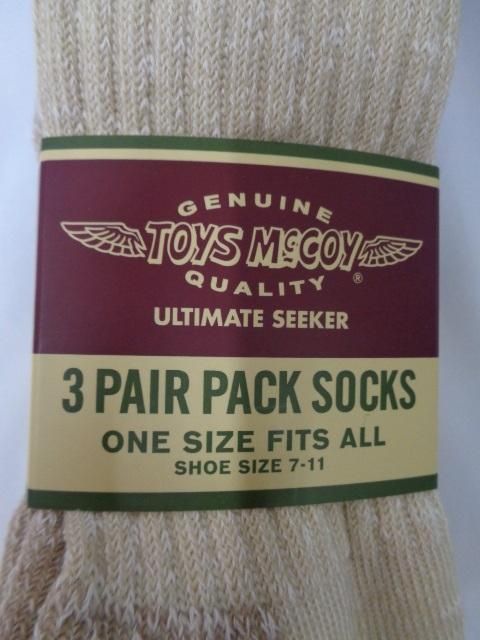 GENUINE
TOYS McCOY
QUALITY ®
ULTIMATE SEEKER
3 PAIR PACK SOCKS
ONE SIZE FITS ALL
SHOE SIZE 7-11